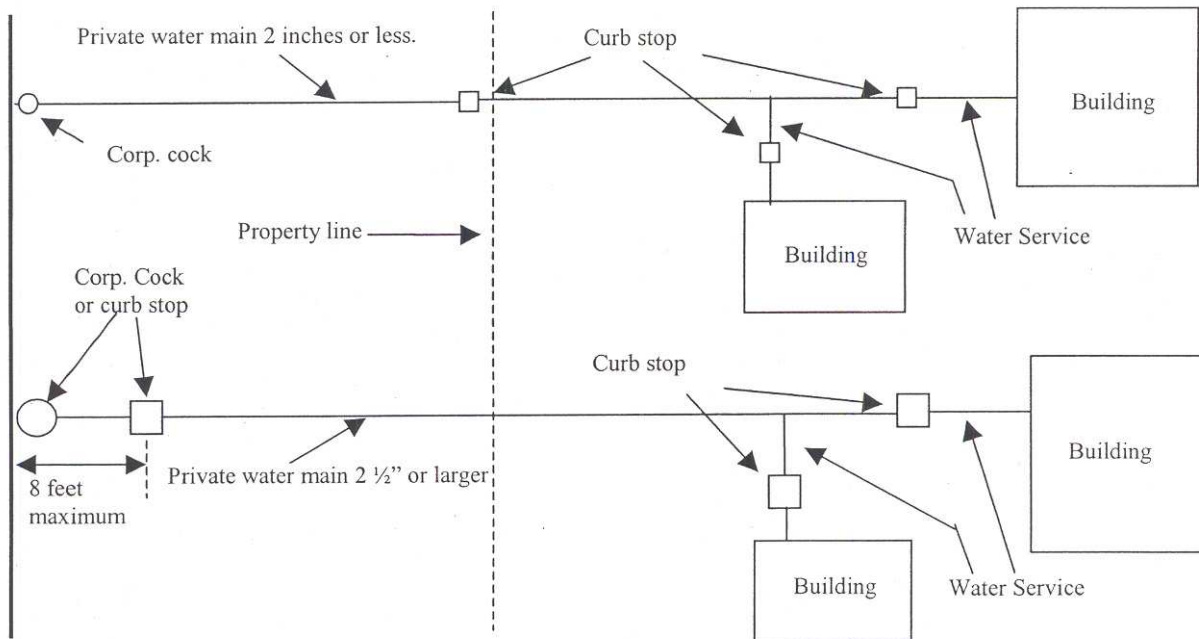 Private water main 2 inches or less.
Curb stop
Building
Corp. cock
Property line
Building
Water Service
Corp. Cock
or curb stop
Curb stop
Private water main 2 ½” or larger
8 feet
maximum
Building
Building
Water Service